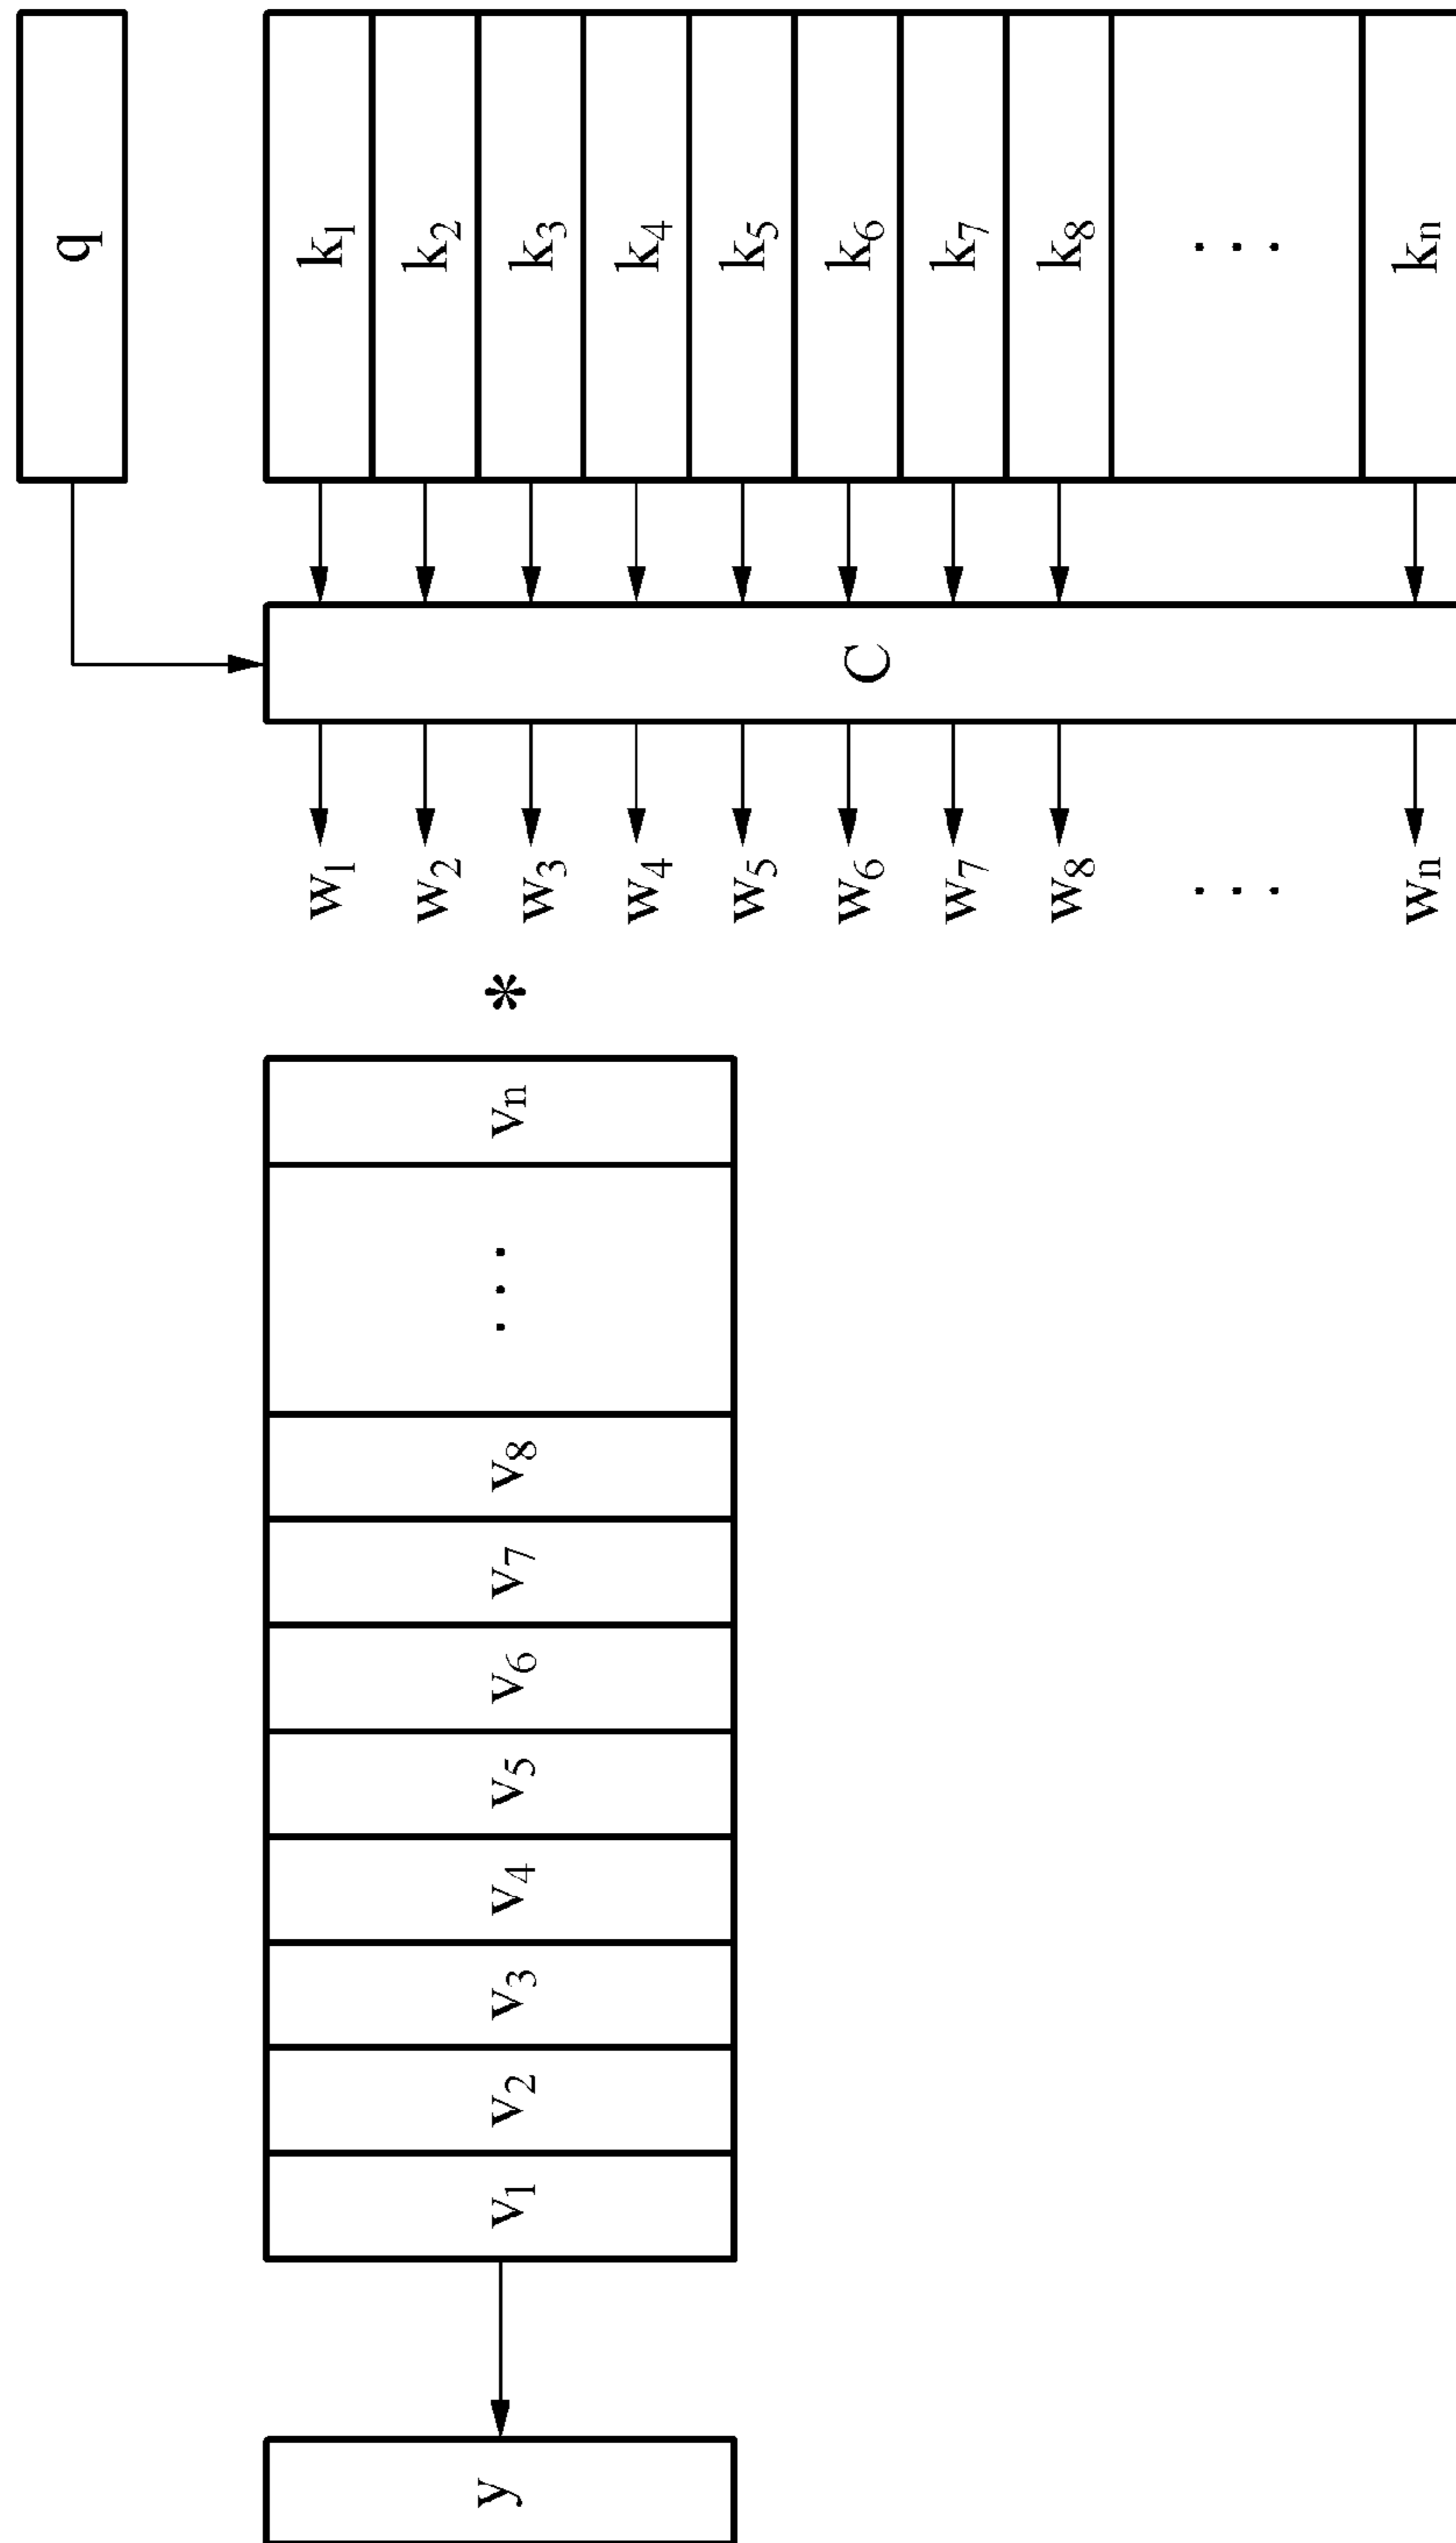 q
y
v₁ v₂ v₃ v₄ v₅ v₆ v₇ v₈ ... vₙ
*
w₁
w₂
w₃
w₄
w₅
w₆
w₇
w₈
⋮
wₙ
C
k₁
k₂
k₃
k₄
k₅
k₆
k₇
k₈
⋮
kₙ